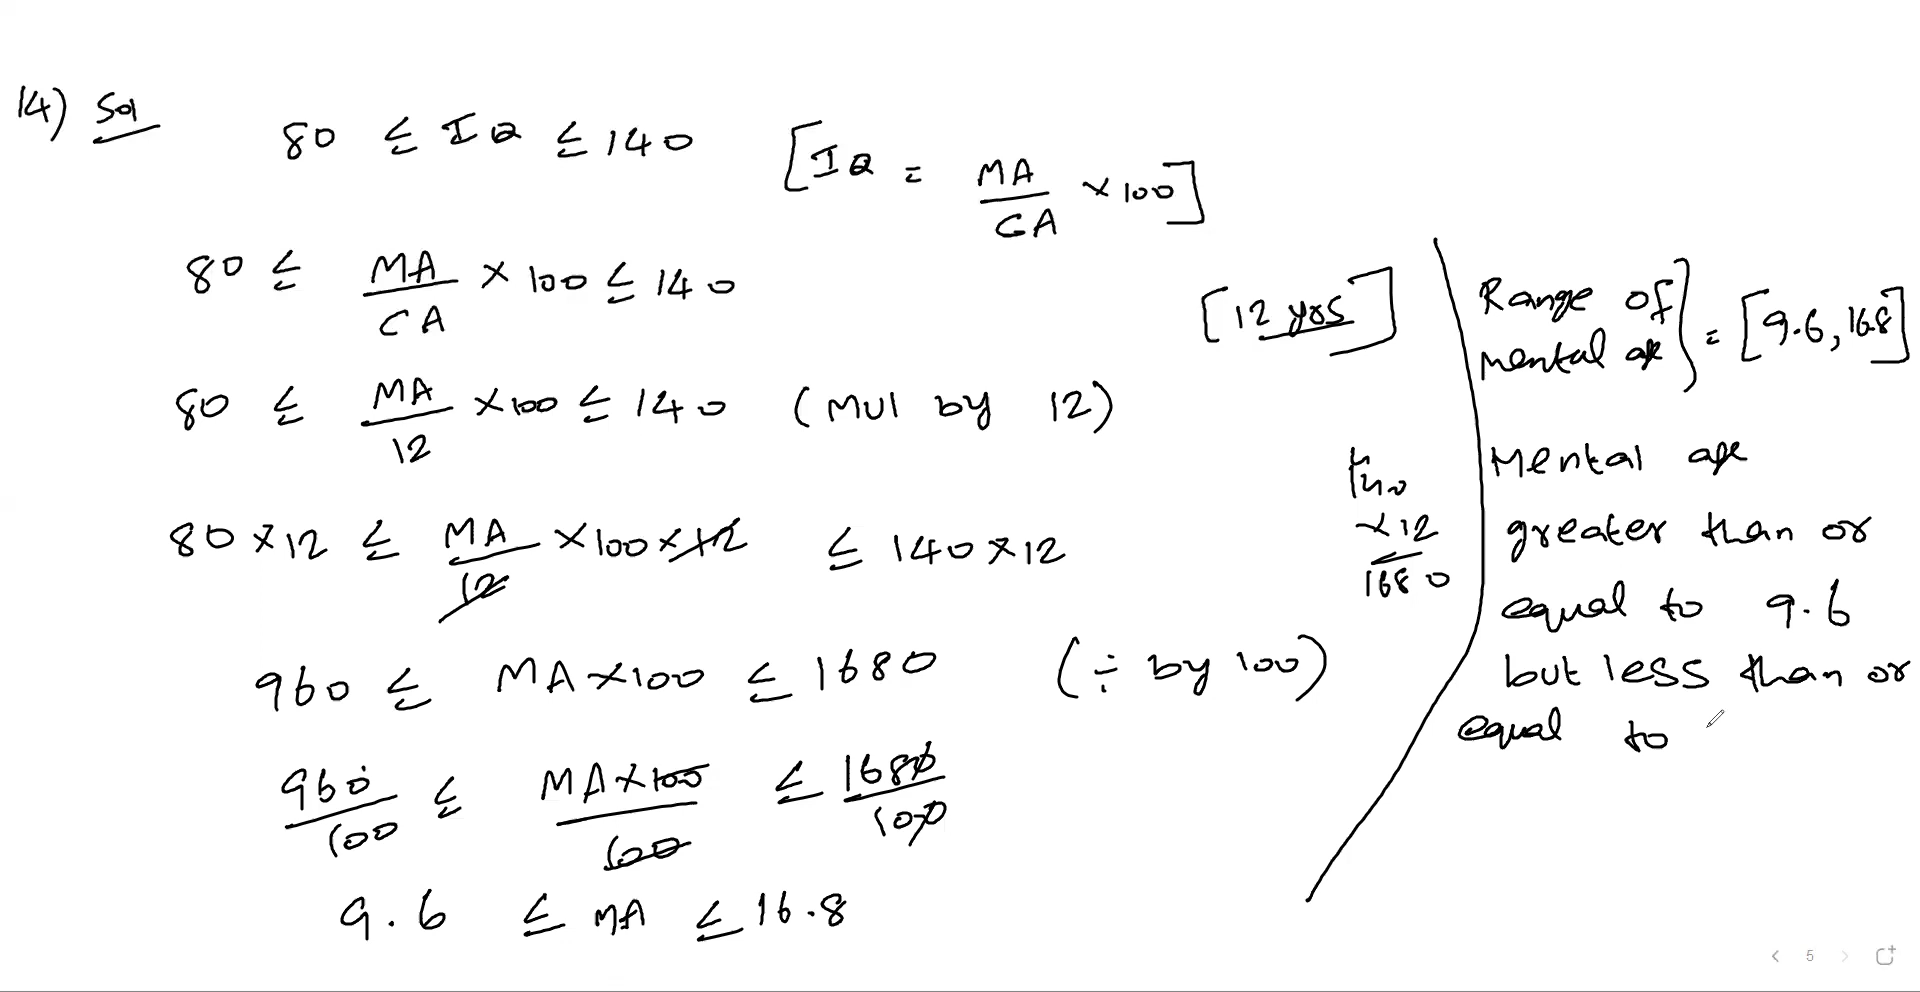 14) Sol
80 ≤ IQ ≤ 140 [IQ = MA/CA × 100]
80 ≤ MA/CA × 100 ≤ 140
[12 yrs]
80 ≤ MA/12 × 100 ≤ 140 (Mul by 12)
80 × 12 ≤ MA/12 × 100 × 12 ≤ 140 × 12
960 ≤ MA × 100 ≤ 1680 (÷ by 100)
960/100 ≤ MA × 100/100 ≤ 1680/100
9.6 ≤ MA ≤ 16.8
× 12
1680
Range of
mental age } = [9.6, 16.8]
Mental age
greater than or
equal to 9.6
but less than or
equal to
5